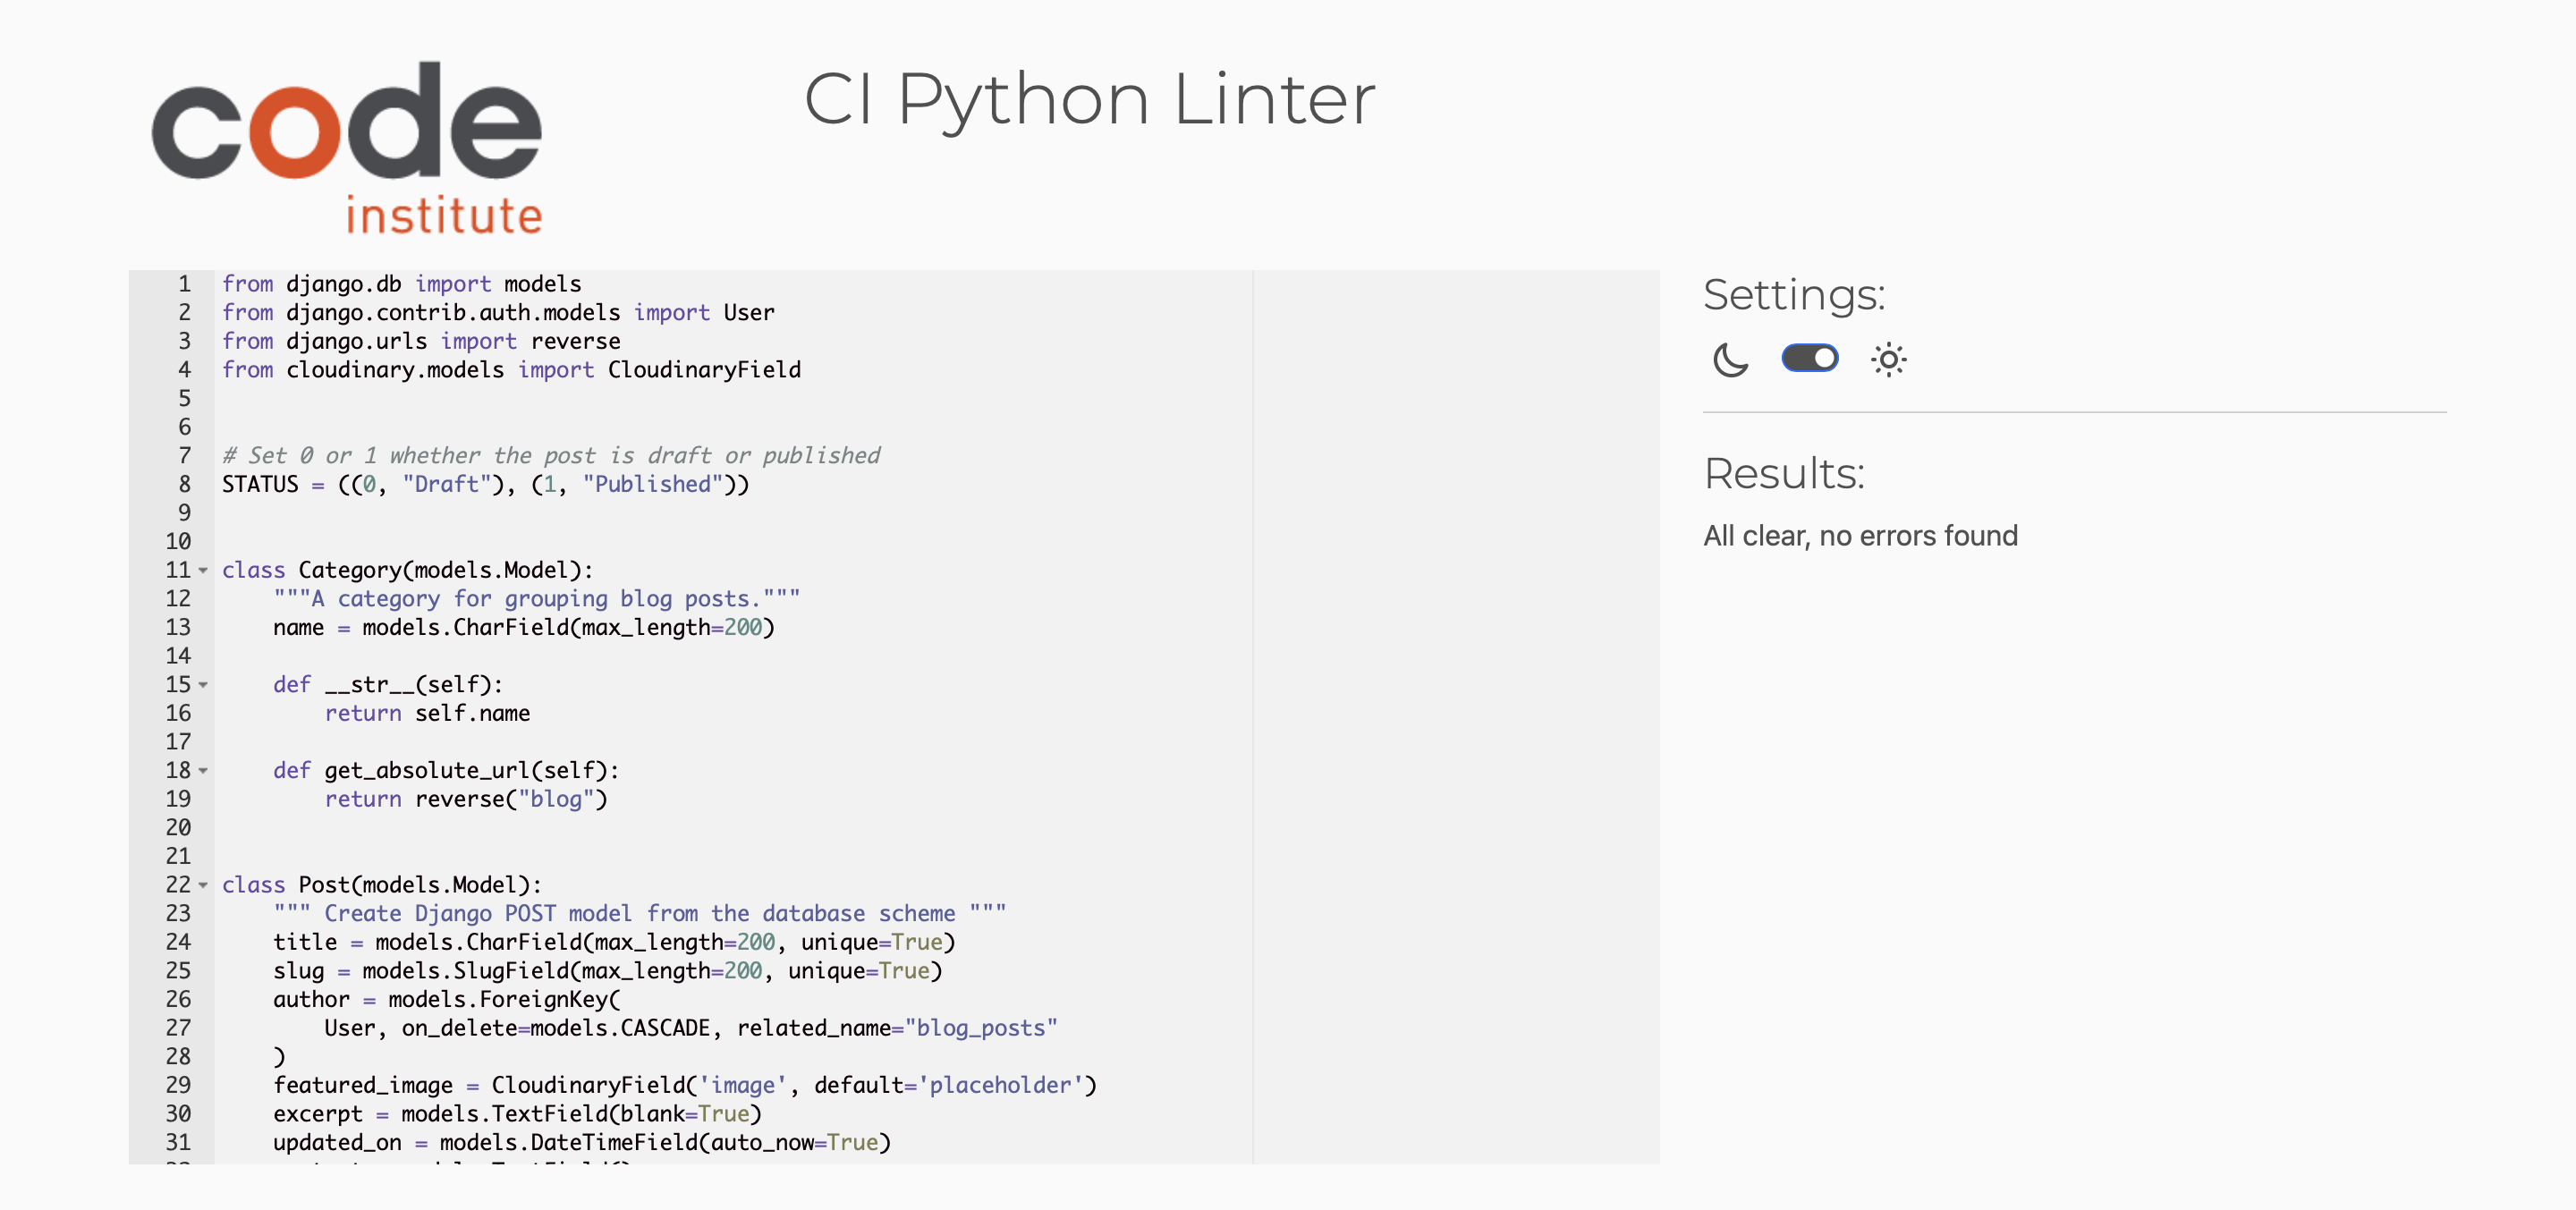 code
institute
CI Python Linter
1 from django.db import models
2 from django.contrib.auth.models import User
3 from django.urls import reverse
4 from cloudinary.models import CloudinaryField
5
6
7 # Set 0 or 1 whether the post is draft or published
8 STATUS = ((0, "Draft"), (1, "Published"))
9
10
11 class Category(models.Model):
12     """A category for grouping blog posts."""
13     name = models.CharField(max_length=200)
14
15     def __str__(self):
16         return self.name
17
18     def get_absolute_url(self):
19         return reverse("blog")
20
21
22 class Post(models.Model):
23     """ Create Django POST model from the database scheme """
24     title = models.CharField(max_length=200, unique=True)
25     slug = models.SlugField(max_length=200, unique=True)
26     author = models.ForeignKey(
27         User, on_delete=models.CASCADE, related_name="blog_posts"
28     )
29     featured_image = CloudinaryField('image', default='placeholder')
30     excerpt = models.TextField(blank=True)
31     updated_on = models.DateTimeField(auto_now=True)
Settings:
Results:
All clear, no errors found